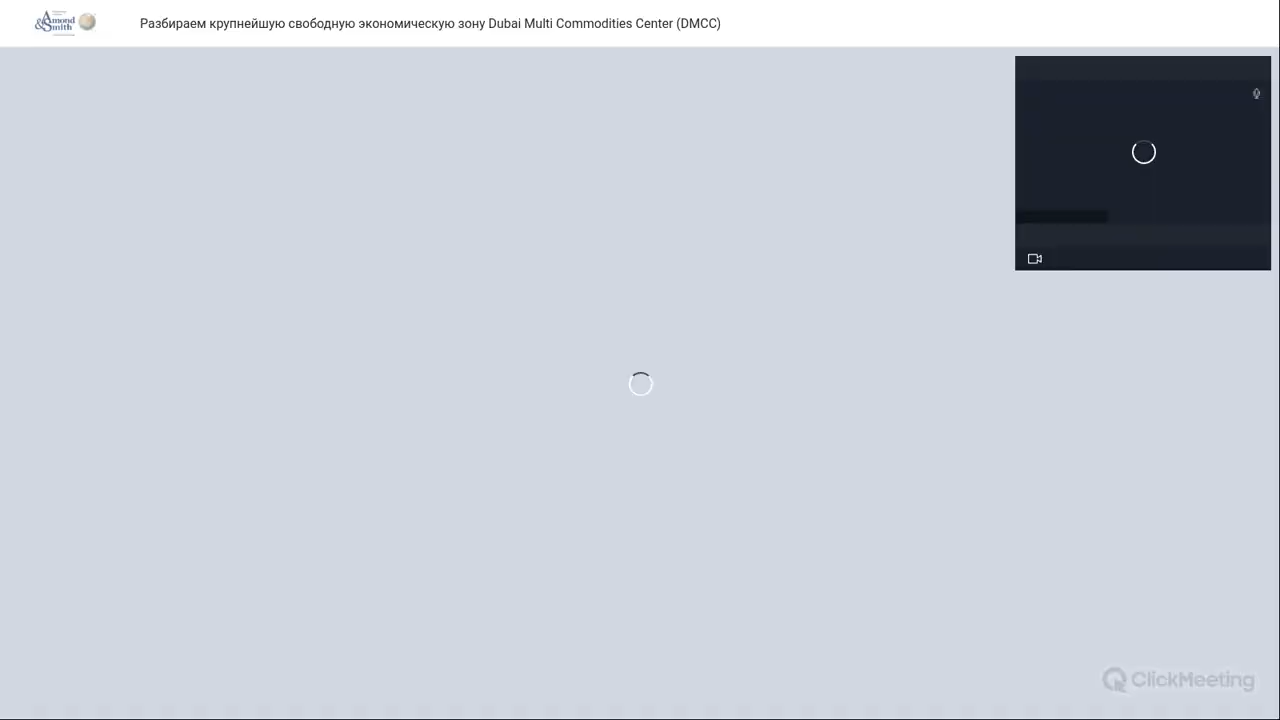 Amond
&Smith
Разбираем крупнейшую свободную экономическую зону Dubai Multi Commodities Center (DMCC)
ClickMeeting